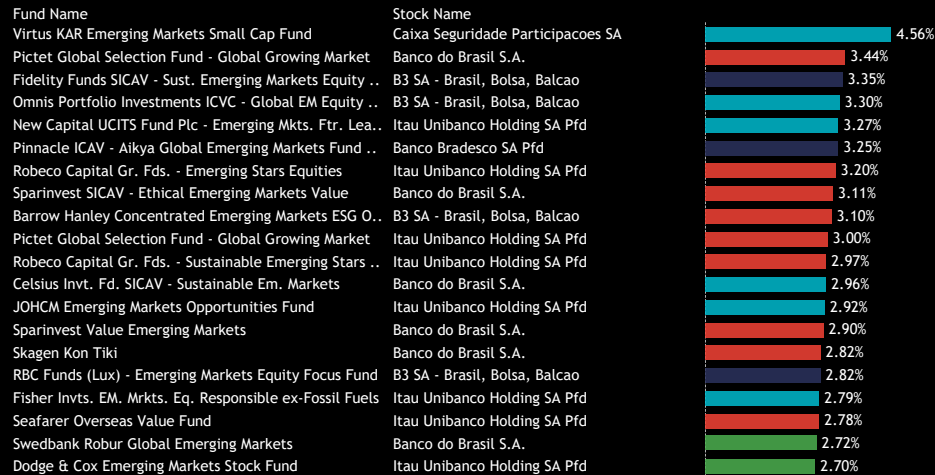 Fund Name Stock Name
Virtus KAR Emerging Markets Small Cap Fund Caixa Seguridade Participacoes SA 4.56%
Pictet Global Selection Fund - Global Growing Market Banco do Brasil S.A. 3.44%
Fidelity Funds SICAV - Sust. Emerging Markets Equity .. B3 SA - Brasil, Bolsa, Balcao 3.35%
Omnis Portfolio Investments ICVC - Global EM Equity .. B3 SA - Brasil, Bolsa, Balcao 3.30%
New Capital UCITS Fund Plc - Emerging Mkts. Ftr. Lea.. Itau Unibanco Holding SA Pfd 3.27%
Pinnacle ICAV - Aikya Global Emerging Markets Fund .. Banco Bradesco SA Pfd 3.25%
Robeco Capital Gr. Fds. - Emerging Stars Equities Itau Unibanco Holding SA Pfd 3.20%
Sparinvest SICAV - Ethical Emerging Markets Value Banco do Brasil S.A. 3.11%
Barrow Hanley Concentrated Emerging Markets ESG O.. B3 SA - Brasil, Bolsa, Balcao 3.10%
Pictet Global Selection Fund - Global Growing Market Itau Unibanco Holding SA Pfd 3.00%
Robeco Capital Gr. Fds. - Sustainable Emerging Stars .. Itau Unibanco Holding SA Pfd 2.97%
Celsius Invt. Fd. SICAV - Sustainable Em. Markets Banco do Brasil S.A. 2.96%
JOHCM Emerging Markets Opportunities Fund Itau Unibanco Holding SA Pfd 2.92%
Sparinvest Value Emerging Markets Banco do Brasil S.A. 2.90%
Skagen Kon Tiki Banco do Brasil S.A. 2.82%
RBC Funds (Lux) - Emerging Markets Equity Focus Fund B3 SA - Brasil, Bolsa, Balcao 2.82%
Fisher Invts. EM. Mrkts. Eq. Responsible ex-Fossil Fuels Itau Unibanco Holding SA Pfd 2.79%
Seafarer Overseas Value Fund Itau Unibanco Holding SA Pfd 2.78%
Swedbank Robur Global Emerging Markets Banco do Brasil S.A. 2.72%
Dodge & Cox Emerging Markets Stock Fund Itau Unibanco Holding SA Pfd 2.70%